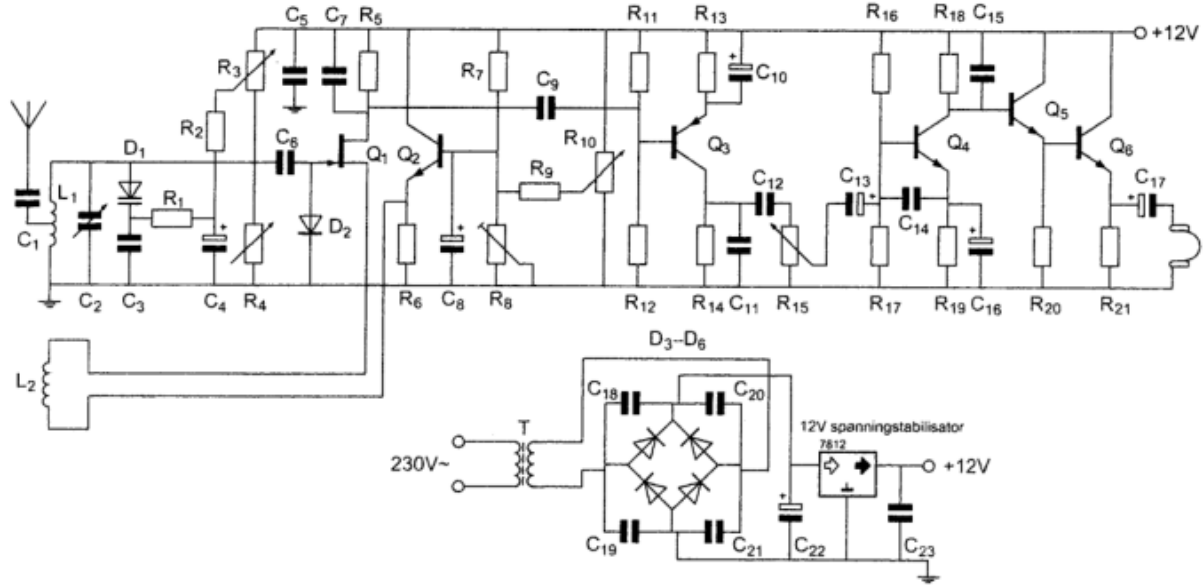 C5 C7 R5 R11 R13 R16 R18 C15
+12V
R3 R7 C10
C9
R2 Q5
D1 C6 Q1 Q2 R10 Q3 Q4 Q6
L1 R1 R9 C12 C13 C17
C1 D2 C14
C11
C2 C3 C4 R4 R6 C8 R8 R12 R14 R15 R17 R19 C16 R20 R21
L2
D3--D6
C18 C20
T
12V spønningstabilisator
7812
230V~
+12V
C19 C21 C22 C23